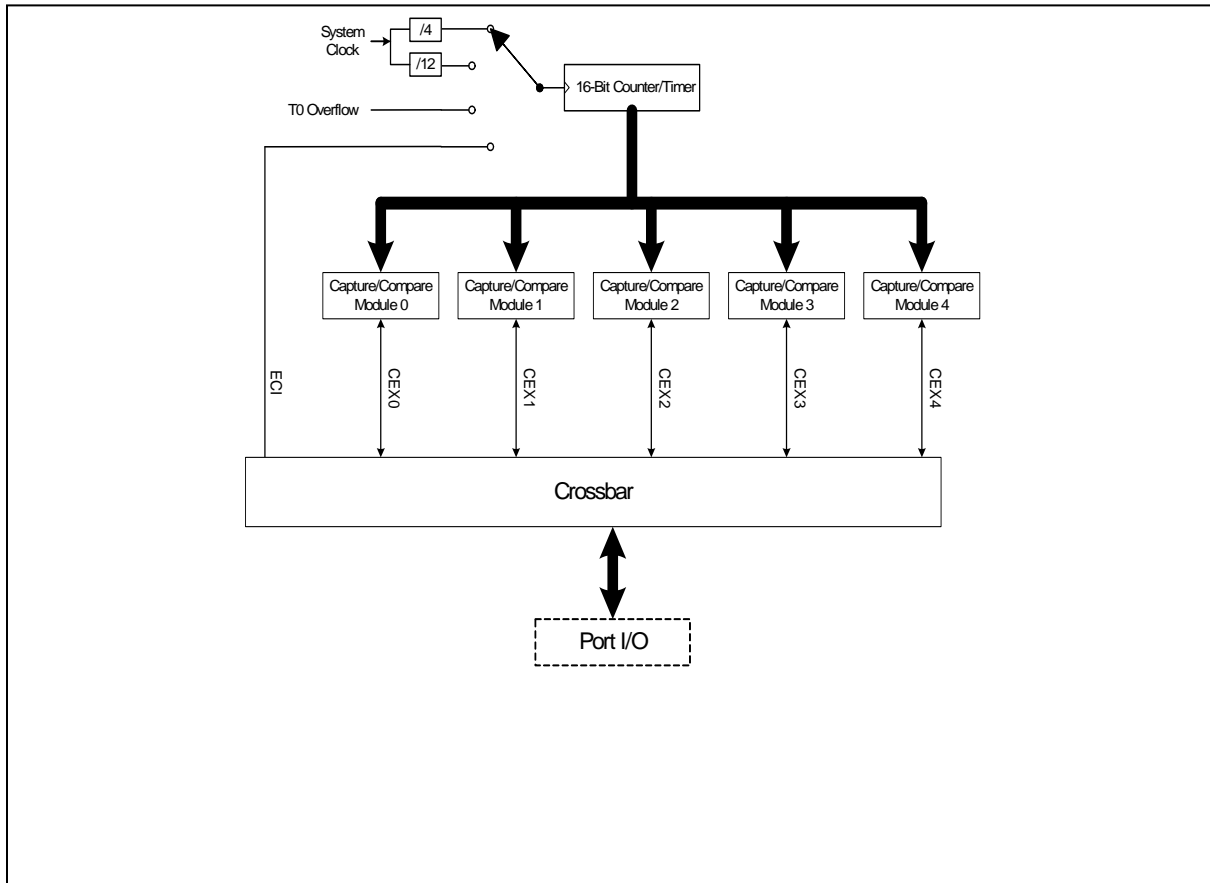 System
Clock
/4
/12
16-Bit Counter/Timer
T0 Overflow
Capture/Compare
Module 0
Capture/Compare
Module 1
Capture/Compare
Module 2
Capture/Compare
Module 3
Capture/Compare
Module 4
ECI
CEX0
CEX1
CEX2
CEX3
CEX4
Crossbar
Port I/O